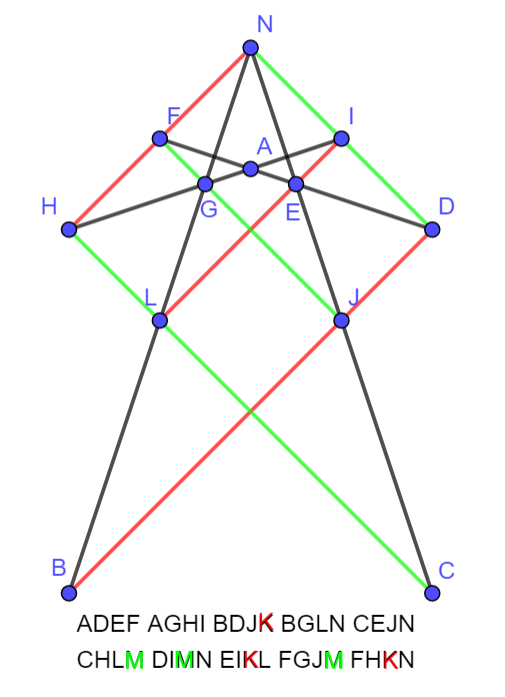 N
F I
A
H G E D
L J
B C
ADEF AGHI BDJK BGLN CEJN
CHLM DIMN EIKL FGJM FHKN